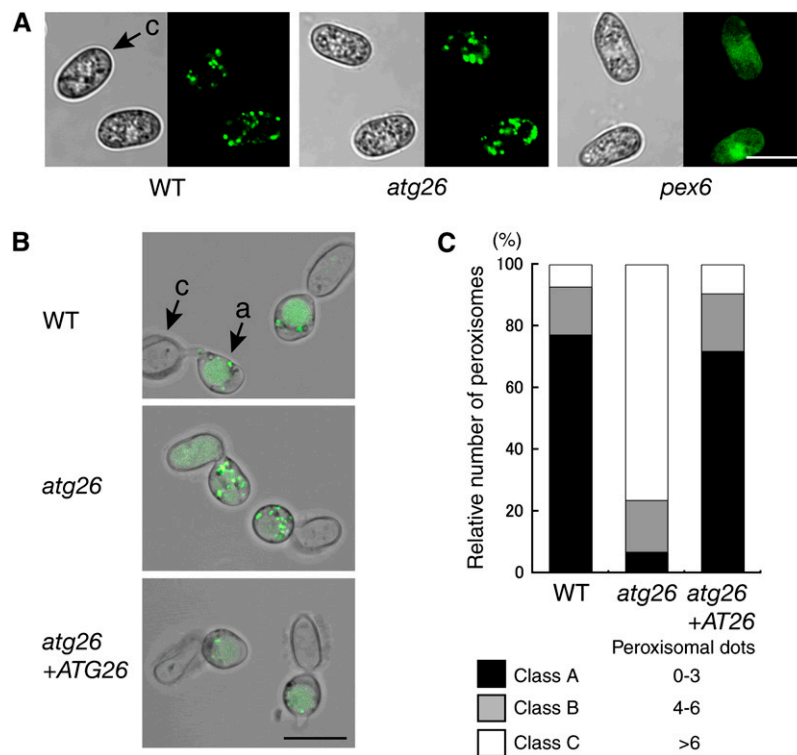 A
c
WT
atg26
pex6
B
WT
c
a
atg26
atg26
+ATG26
C
(%)
Relative number of peroxisomes
100
80
60
40
20
0
WT
atg26
atg26
+AT26
Peroxisomal dots
Class A 0-3
Class B 4-6
Class C >6